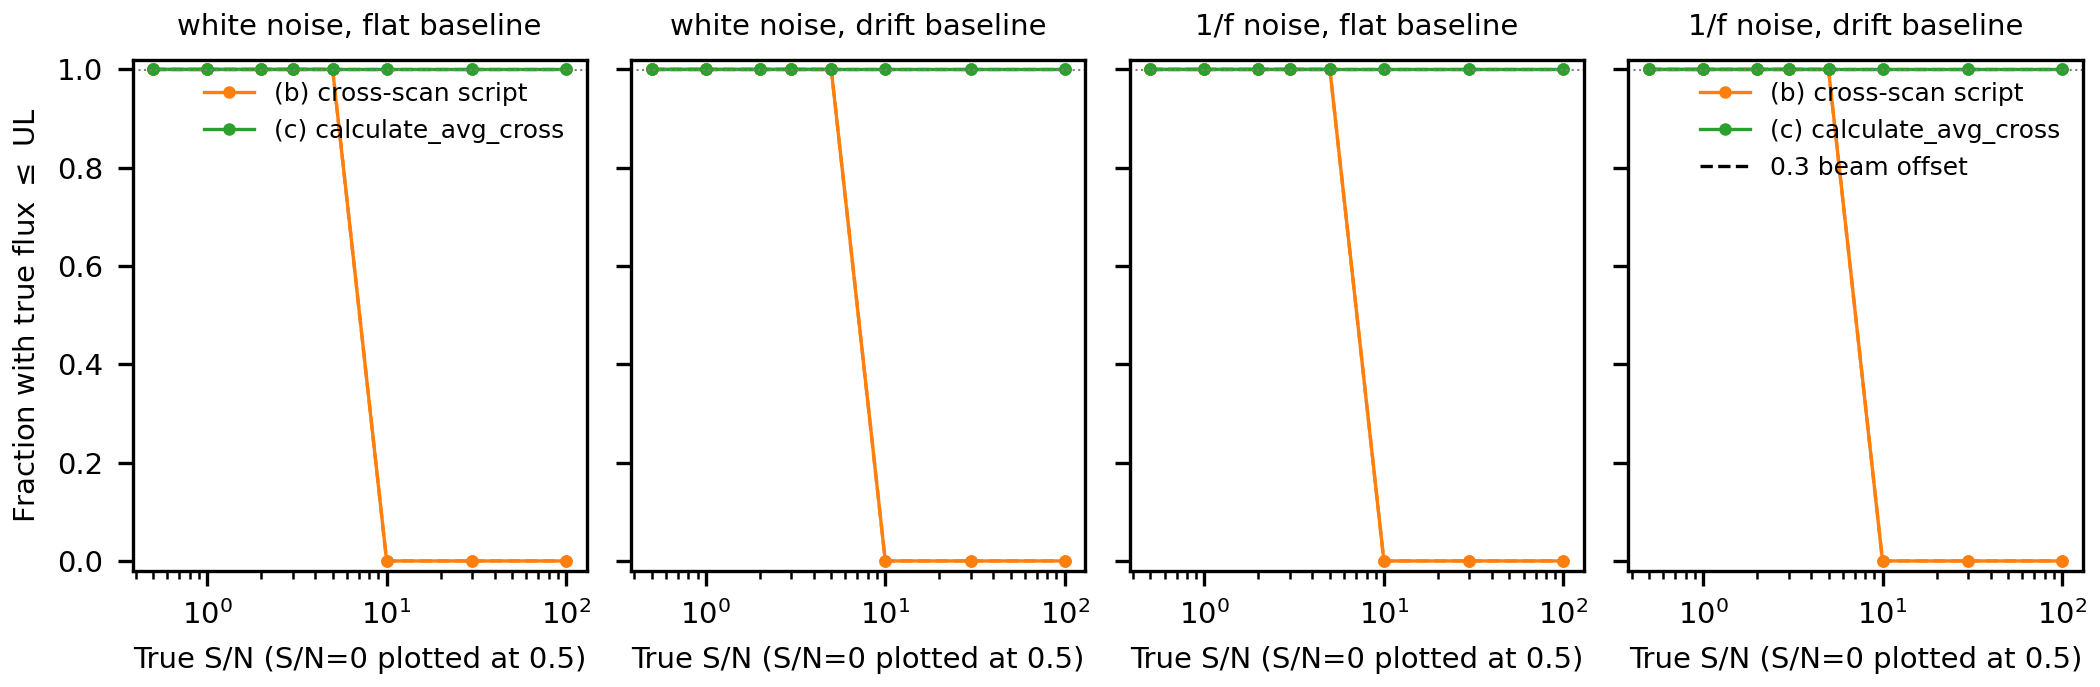 white noise, flat baseline
white noise, drift baseline
1/f noise, flat baseline
1/f noise, drift baseline
Fraction with true flux ≤ UL
1.0
0.8
0.6
0.4
0.2
0.0
(b) cross-scan script
(c) calculate_avg_cross
(b) cross-scan script
(c) calculate_avg_cross
0.3 beam offset
10⁰ 10¹ 10²
10⁰ 10¹ 10²
10⁰ 10¹ 10²
10⁰ 10¹ 10²
True S/N (S/N=0 plotted at 0.5)
True S/N (S/N=0 plotted at 0.5)
True S/N (S/N=0 plotted at 0.5)
True S/N (S/N=0 plotted at 0.5)